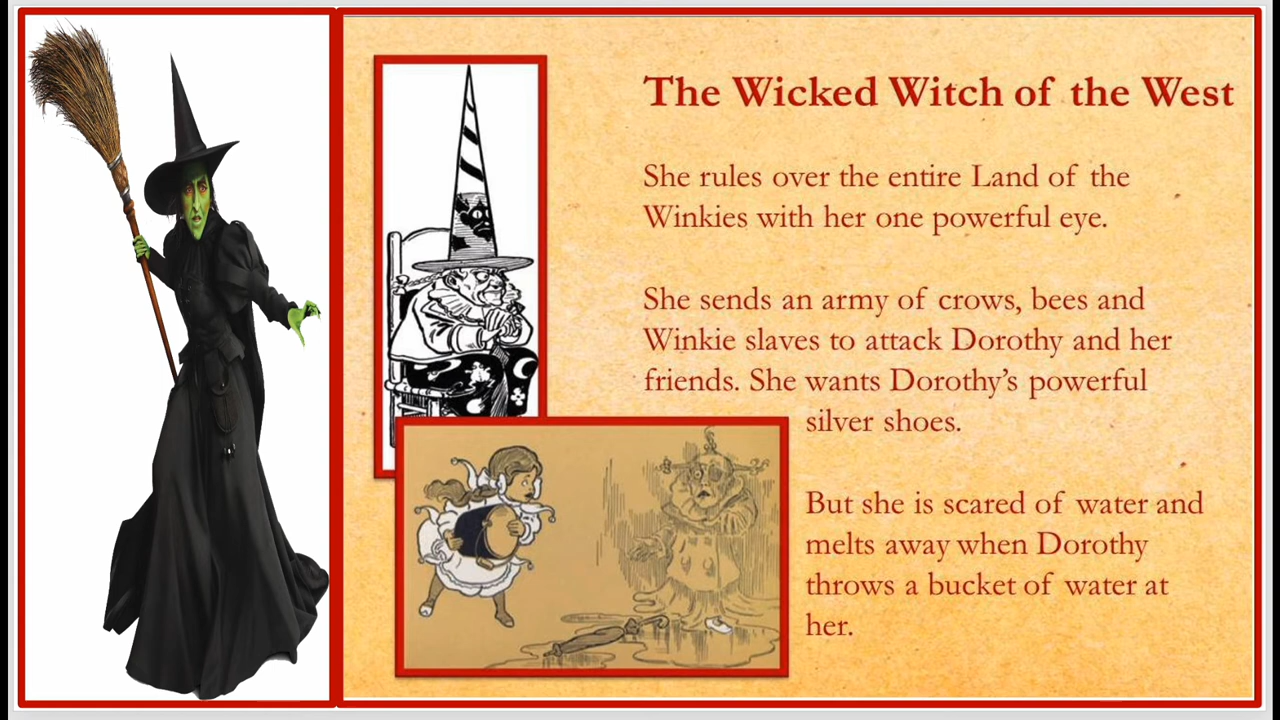 The Wicked Witch of the West
She rules over the entire Land of the
Winkies with her one powerful eye.
She sends an army of crows, bees and
Winkie slaves to attack Dorothy and her
friends. She wants Dorothy’s powerful
silver shoes.
But she is scared of water and
melts away when Dorothy
throws a bucket of water at
her.